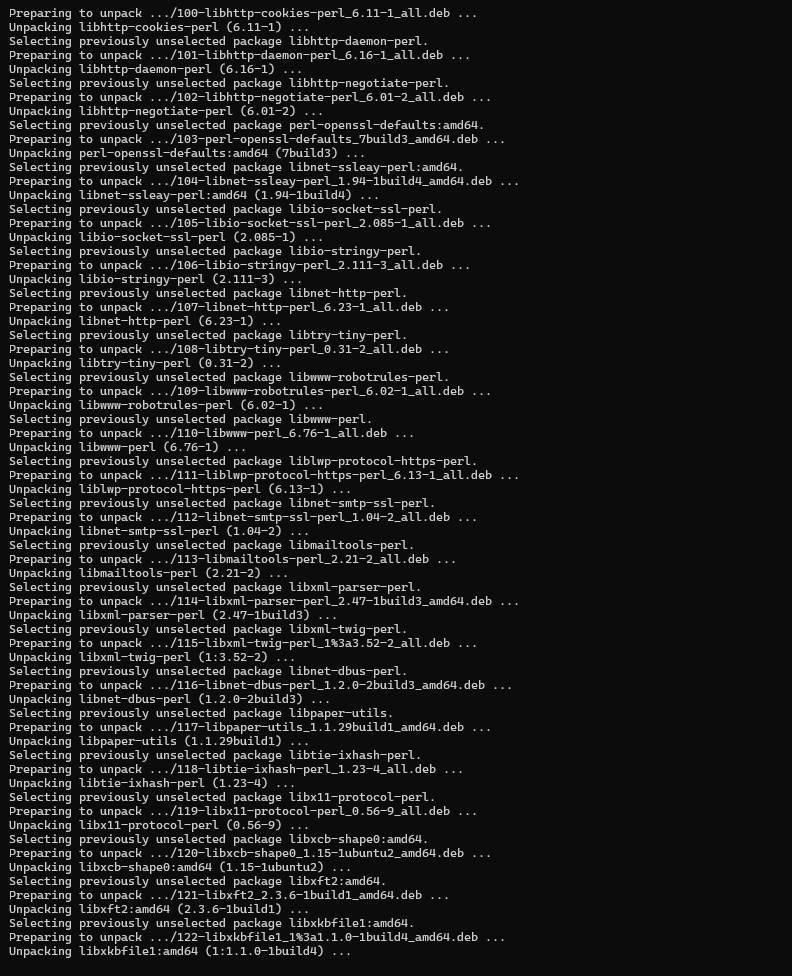 Preparing to unpack .../100-libhttp-cookies-perl_6.11-1_all.deb ...
Unpacking libhttp-cookies-perl (6.11-1) ...
Selecting previously unselected package libhttp-daemon-perl.
Preparing to unpack .../101-libhttp-daemon-perl_6.16-1_all.deb ...
Unpacking libhttp-daemon-perl (6.16-1) ...
Selecting previously unselected package libhttp-negotiate-perl.
Preparing to unpack .../102-libhttp-negotiate-perl_6.01-2_all.deb ...
Unpacking libhttp-negotiate-perl (6.01-2) ...
Selecting previously unselected package perl-openssl-defaults:amd64.
Preparing to unpack .../103-perl-openssl-defaults_7build3_amd64.deb ...
Unpacking perl-openssl-defaults:amd64 (7build3) ...
Selecting previously unselected package libnet-ssleay-perl:amd64.
Preparing to unpack .../104-libnet-ssleay-perl_1.94-1build4_amd64.deb ...
Unpacking libnet-ssleay-perl:amd64 (1.94-1build4) ...
Selecting previously unselected package libio-socket-ssl-perl.
Preparing to unpack .../105-libio-socket-ssl-perl_2.085-1_all.deb ...
Unpacking libio-socket-ssl-perl (2.085-1) ...
Selecting previously unselected package libio-stringy-perl.
Preparing to unpack .../106-libio-stringy-perl_2.111-3_all.deb ...
Unpacking libio-stringy-perl (2.111-3) ...
Selecting previously unselected package libnet-http-perl.
Preparing to unpack .../107-libnet-http-perl_6.23-1_all.deb ...
Unpacking libnet-http-perl (6.23-1) ...
Selecting previously unselected package libtry-tiny-perl.
Preparing to unpack .../108-libtry-tiny-perl_0.31-2_all.deb ...
Unpacking libtry-tiny-perl (0.31-2) ...
Selecting previously unselected package libwww-robotrules-perl.
Preparing to unpack .../109-libwww-robotrules-perl_6.02-1_all.deb ...
Unpacking libwww-robotrules-perl (6.02-1) ...
Selecting previously unselected package libwww-perl.
Preparing to unpack .../110-libwww-perl_6.76-1_all.deb ...
Unpacking libwww-perl (6.76-1) ...
Selecting previously unselected package liblwp-protocol-https-perl.
Preparing to unpack .../111-liblwp-protocol-https-perl_6.13-1_all.deb ...
Unpacking liblwp-protocol-https-perl (6.13-1) ...
Selecting previously unselected package libnet-smtp-ssl-perl.
Preparing to unpack .../112-libnet-smtp-ssl-perl_1.04-2_all.deb ...
Unpacking libnet-smtp-ssl-perl (1.04-2) ...
Selecting previously unselected package libmailtools-perl.
Preparing to unpack .../113-libmailtools-perl_2.21-2_all.deb ...
Unpacking libmailtools-perl (2.21-2) ...
Selecting previously unselected package libxml-parser-perl.
Preparing to unpack .../114-libxml-parser-perl_2.47-1build3_amd64.deb ...
Unpacking libxml-parser-perl (2.47-1build3) ...
Selecting previously unselected package libxml-twig-perl.
Preparing to unpack .../115-libxml-twig-perl_1%3a3.52-2_all.deb ...
Unpacking libxml-twig-perl (1:3.52-2) ...
Selecting previously unselected package libnet-dbus-perl.
Preparing to unpack .../116-libnet-dbus-perl_1.2.0-2build3_amd64.deb ...
Unpacking libnet-dbus-perl (1.2.0-2build3) ...
Selecting previously unselected package libpaper-utils.
Preparing to unpack .../117-libpaper-utils_1.1.29build1_amd64.deb ...
Unpacking libpaper-utils (1.1.29build1) ...
Selecting previously unselected package libtie-ixhash-perl.
Preparing to unpack .../118-libtie-ixhash-perl_1.23-4_all.deb ...
Unpacking libtie-ixhash-perl (1.23-4) ...
Selecting previously unselected package libx11-protocol-perl.
Preparing to unpack .../119-libx11-protocol-perl_0.56-9_all.deb ...
Unpacking libx11-protocol-perl (0.56-9) ...
Selecting previously unselected package libxcb-shape0:amd64.
Preparing to unpack .../120-libxcb-shape0_1.15-1ubuntu2_amd64.deb ...
Unpacking libxcb-shape0:amd64 (1.15-1ubuntu2) ...
Selecting previously unselected package libxft2:amd64.
Preparing to unpack .../121-libxft2_2.3.6-1build1_amd64.deb ...
Unpacking libxft2:amd64 (2.3.6-1build1) ...
Selecting previously unselected package libxkbfile1:amd64.
Preparing to unpack .../122-libxkbfile1_1%3a1.1.0-1build4_amd64.deb ...
Unpacking libxkbfile1:amd64 (1:1.1.0-1build4) ...